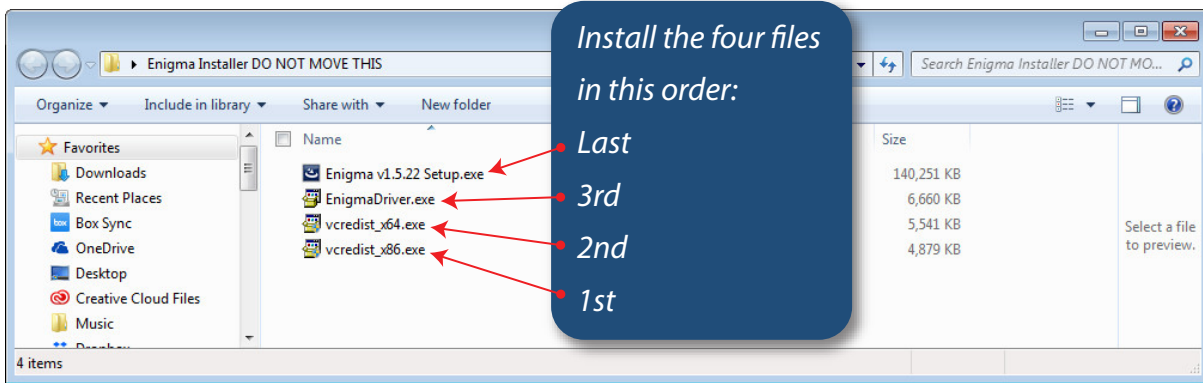 Install the four files
in this order:
Last
3rd
2nd
1st
Enigma Installer DO NOT MOVE THIS
Search Enigma Installer DO NOT MO...
Organize
Include in library
Share with
New folder
Favorites
Downloads
Recent Places
box Box Sync
OneDrive
Desktop
Creative Cloud Files
Music
Name
Size
Enigma v1.5.22 Setup.exe
140,251 KB
EnigmaDriver.exe
6,660 KB
vcredist_x64.exe
5,541 KB
vcredist_x86.exe
4,879 KB
Select a file
to preview.
4 items